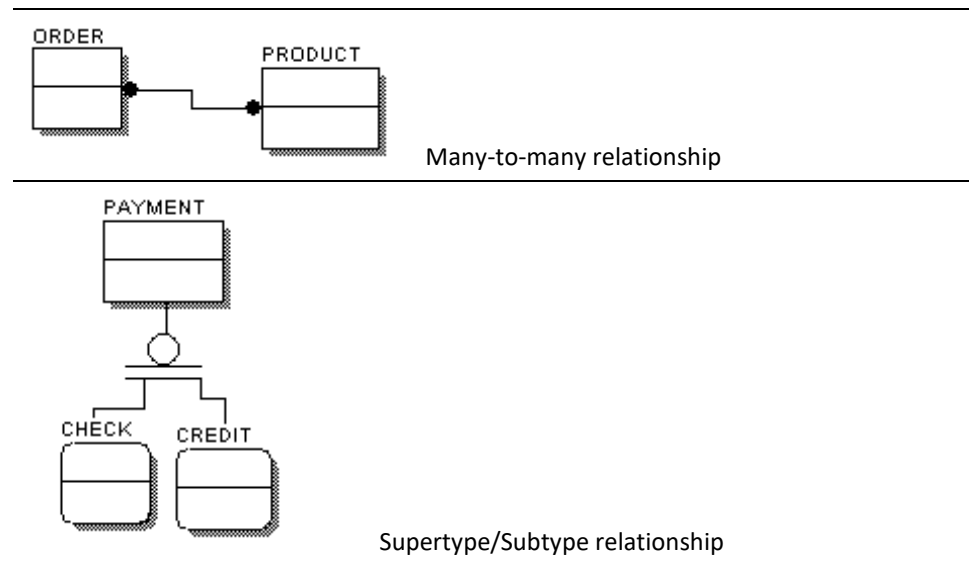 ORDER
PRODUCT
Many-to-many relationship
PAYMENT
CHECK
CREDIT
Supertype/Subtype relationship